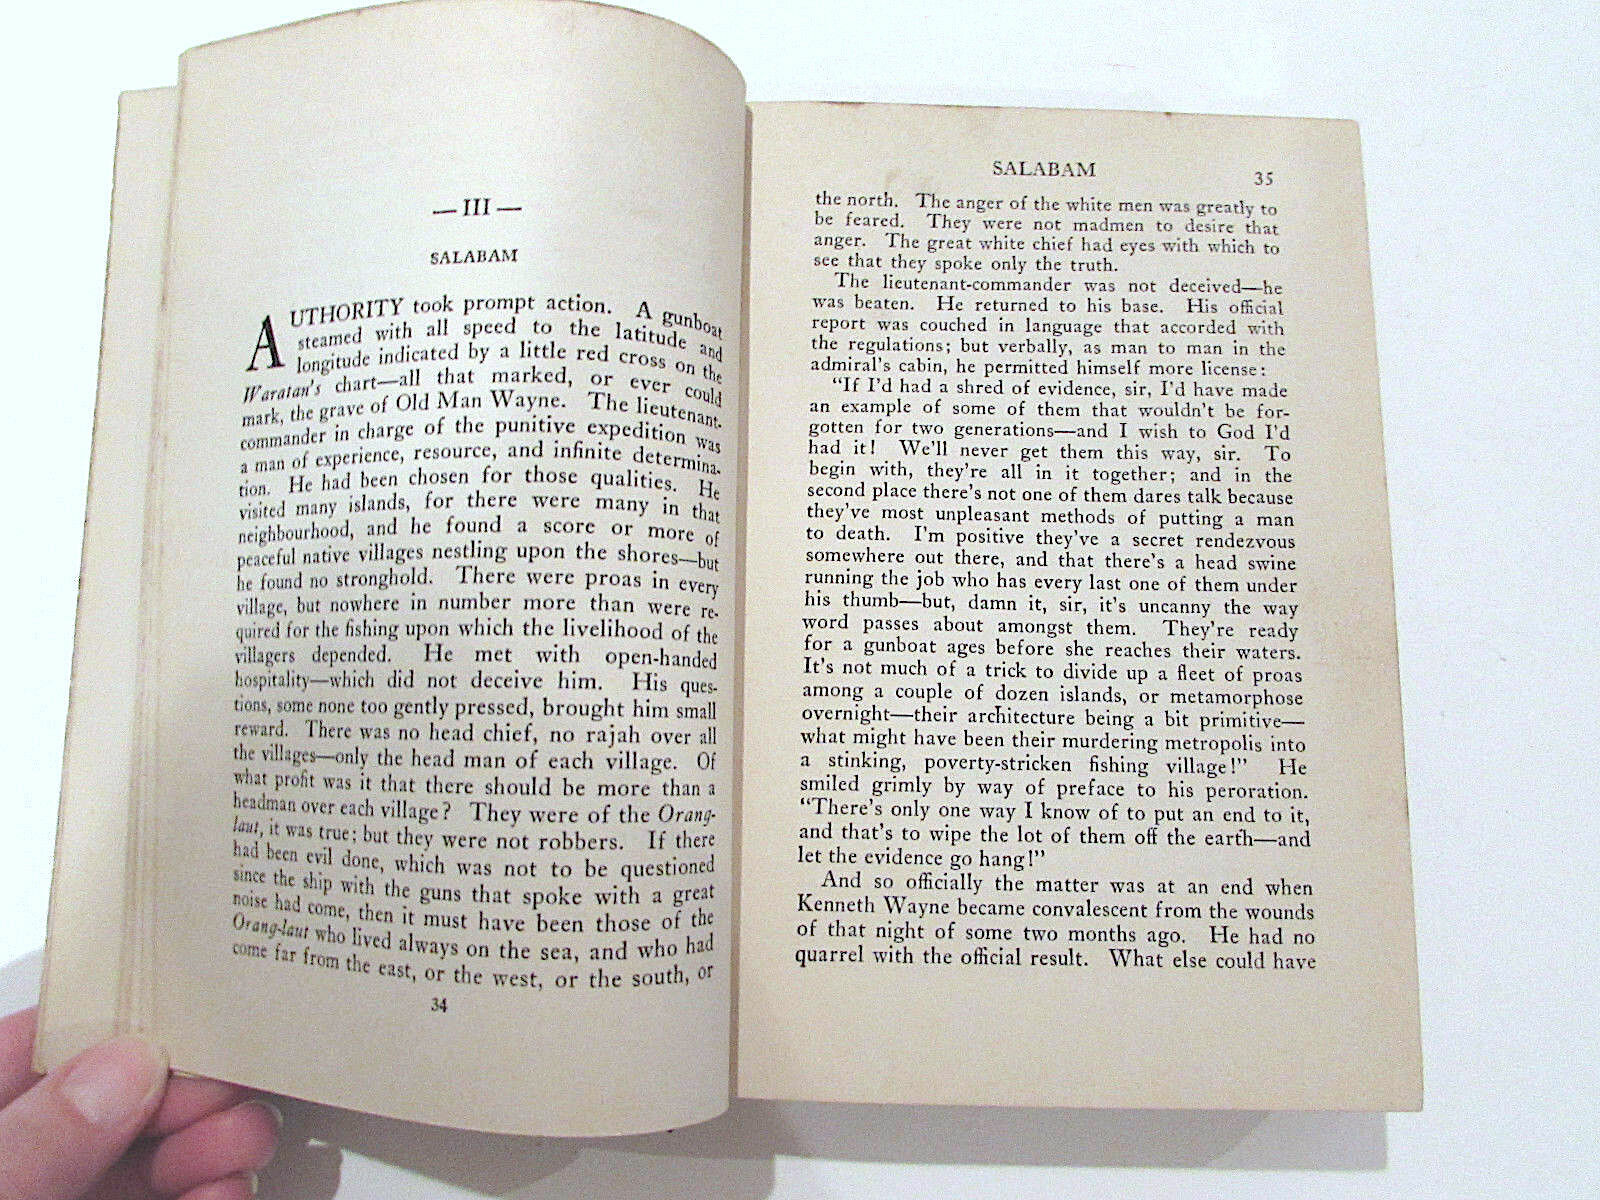 — III —
SALABAM
AUTHORITY took prompt action. A gunboat
steamed with all speed to the latitude and
longitude indicated by a little red cross on the
Waratan's chart—all that marked, or ever could
mark, the grave of Old Man Wayne. The lieutenant-
commander in charge of the punitive expedition was
a man of experience, resource, and infinite determina-
tion. He had been chosen for those qualities. He
visited many islands, for there were many in that
neighbourhood, and he found a score or more of
peaceful native villages nestling upon the shores—but
he found no stronghold. There were proas in every
village, but nowhere in number more than were re-
quired for the fishing upon which the livelihood of the
villagers depended. He met with open-handed
hospitality—which did not deceive him. His ques-
tions, some none too gently pressed, brought him small
reward. There was no head chief, no rajah over all
the villages—only the head man of each village. Of
what profit was it that there should be more than a
headman over each village? They were of the Orang-
laut, it was true; but they were not robbers. If there
had been evil done, which was not to be questioned
since the ship with the guns that spoke with a great
noise had come, then it must have been those of the
Orang-laut who lived always on the sea, and who had
come far from the east, or the west, or the south, or
34
SALABAM 35
the north. The anger of the white men was greatly to
be feared. They were not madmen to desire that
anger. The great white chief had eyes with which to
see that they spoke only the truth.
The lieutenant-commander was not deceived—he
was beaten. He returned to his base. His official
report was couched in language that accorded with
the regulations; but verbally, as man to man in the
admiral's cabin, he permitted himself more license:
"If I'd had a shred of evidence, sir, I'd have made
an example of some of them that wouldn't be for-
gotten for two generations—and I wish to God I'd
had it! We'll never get them this way, sir. To
begin with, they're all in it together; and in the
second place there's not one of them dares talk because
they've most unpleasant methods of putting a man
to death. I'm positive they've a secret rendezvous
somewhere out there, and that there's a head swine
running the job who has every last one of them under
his thumb—but, damn it, sir, it's uncanny the way
word passes about amongst them. They're ready
for a gunboat ages before she reaches their waters.
It's not much of a trick to divide up a fleet of proas
among a couple of dozen islands, or metamorphose
overnight—their architecture being a bit primitive—
what might have been their murdering metropolis into
a stinking, poverty-stricken fishing village!" He
smiled grimly by way of preface to his peroration.
"There's only one way I know of to put an end to it,
and that's to wipe the lot of them off the earth—and
let the evidence go hang!"
And so officially the matter was at an end when
Kenneth Wayne became convalescent from the wounds
of that night of some two months ago. He had no
quarrel with the official result. What else could have